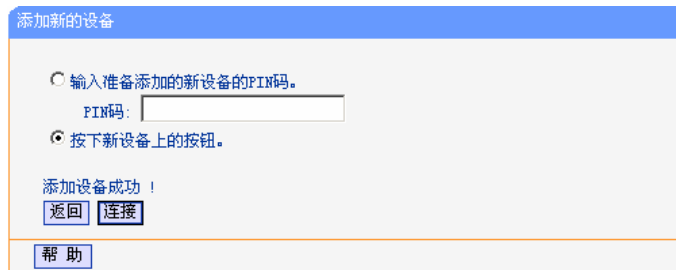 添加新的设备
输入准备添加的新设备的PIN码。
PIN码:
按下新设备上的按钮。
添加设备成功 !
返回 连接
帮 助